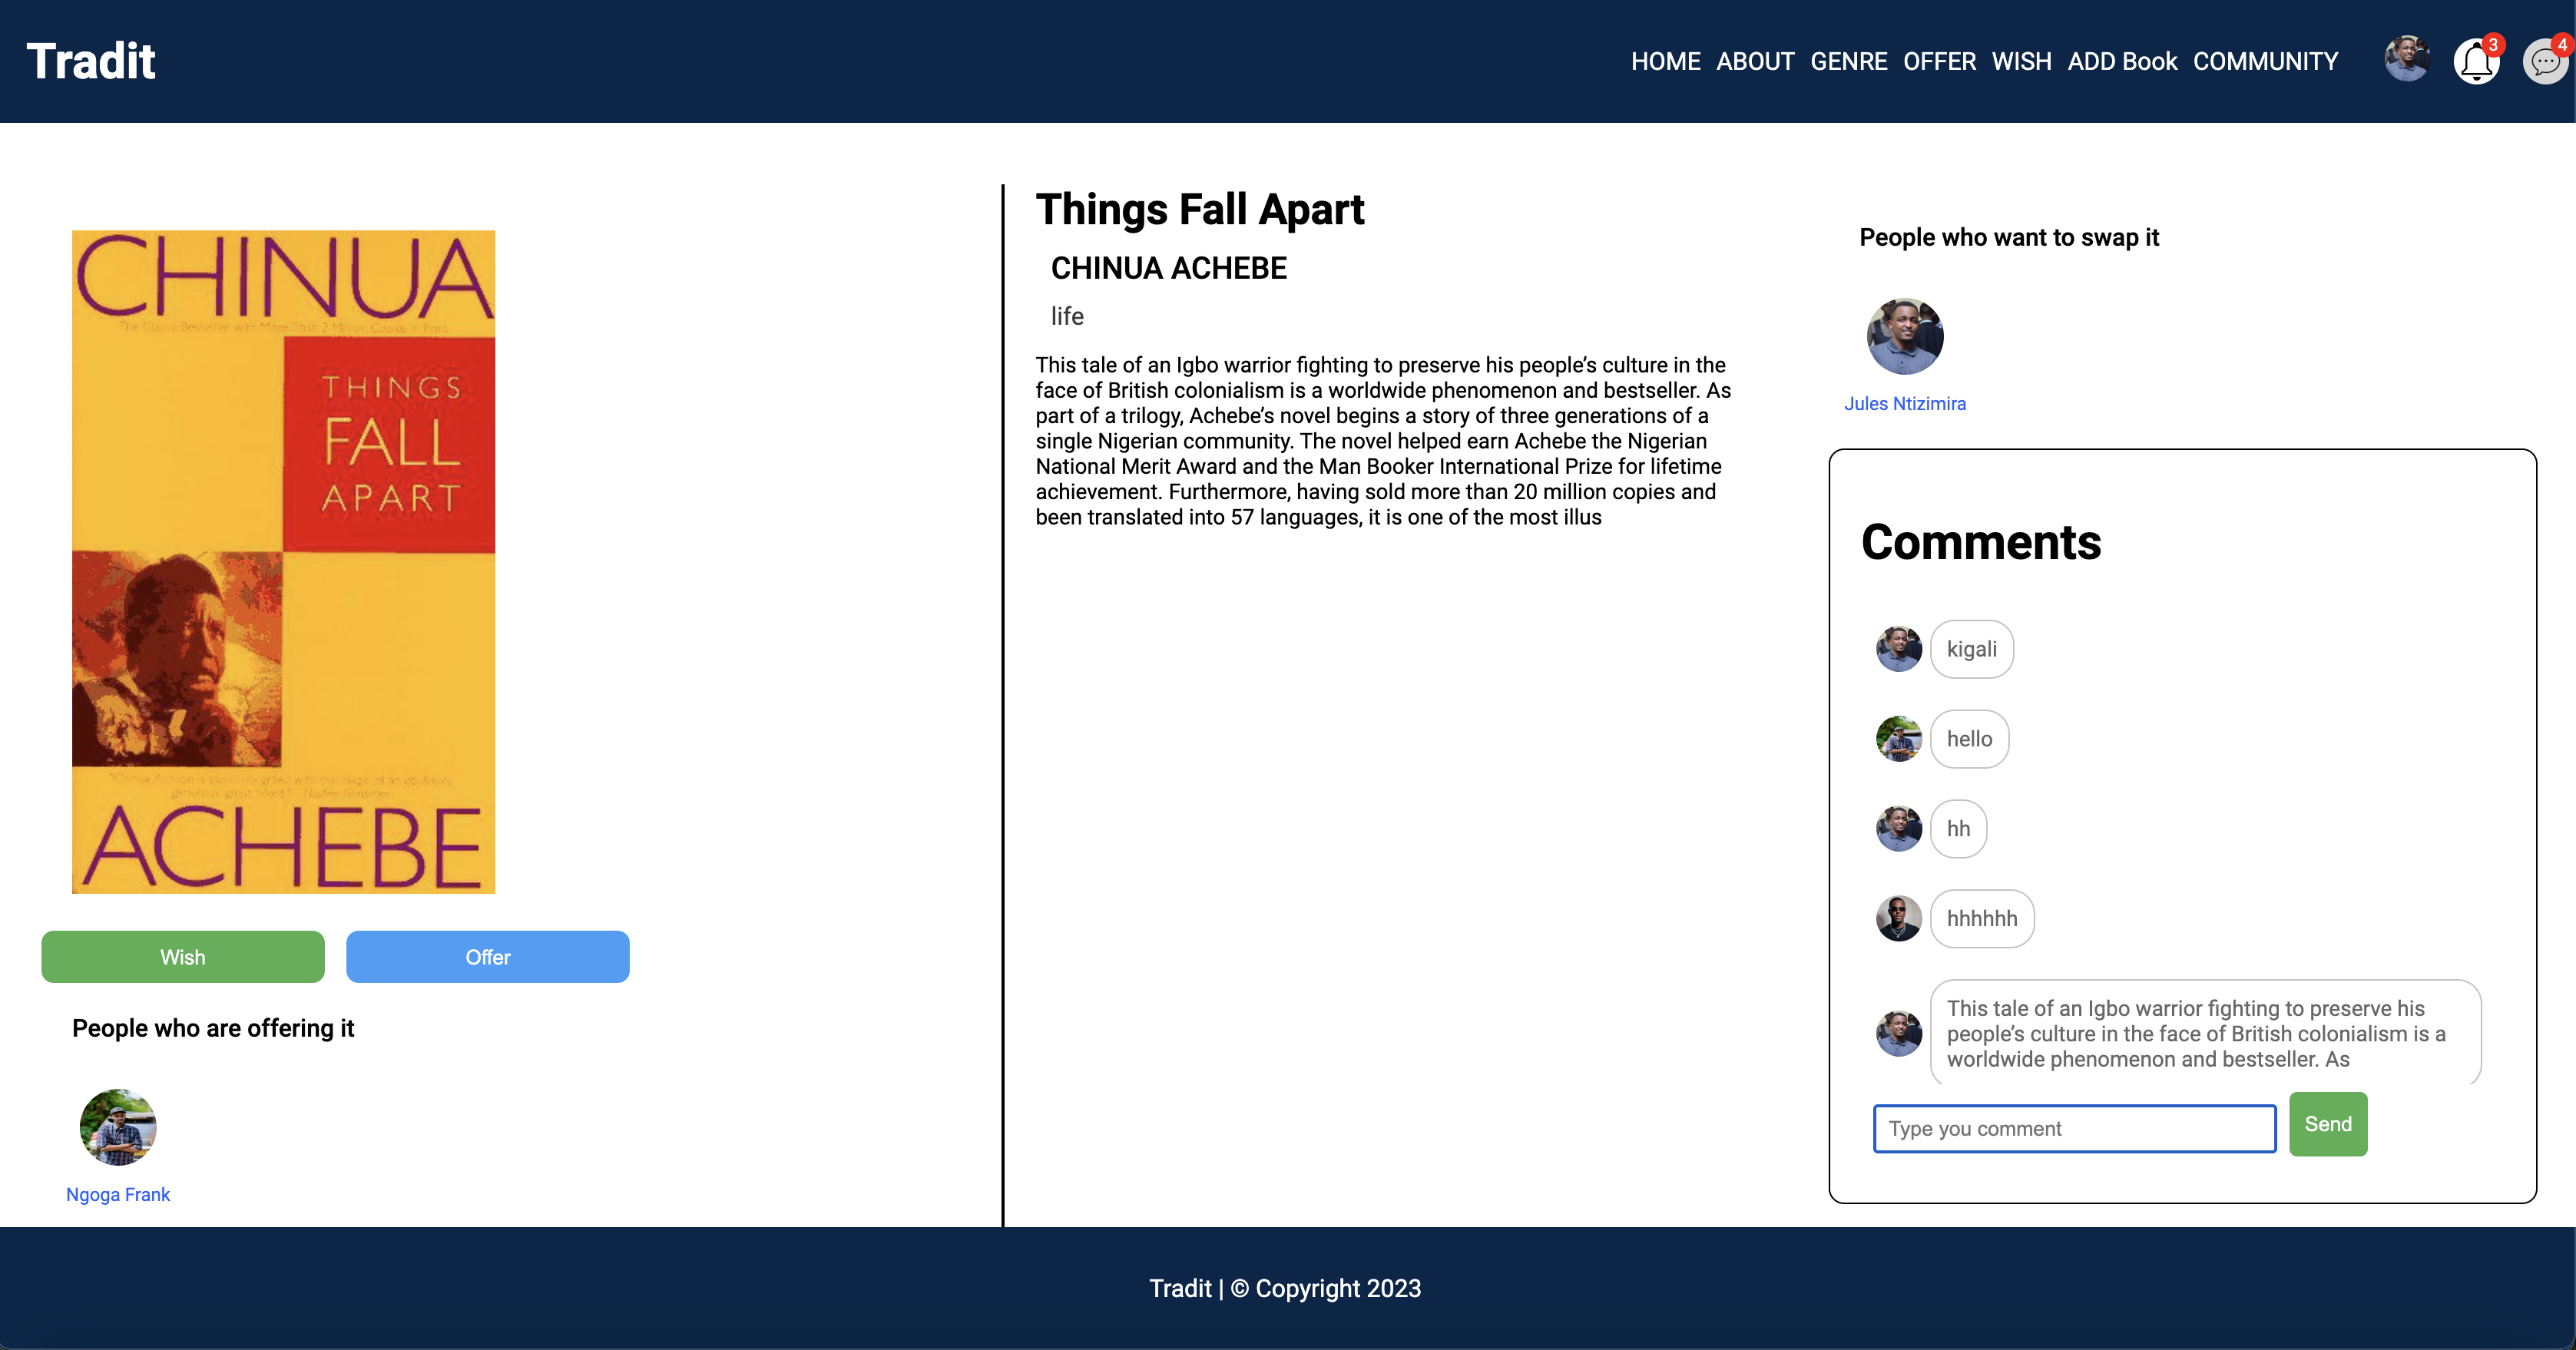 Tradit
HOME ABOUT GENRE OFFER WISH ADD Book COMMUNITY
3
4
CHINUA
The Classic Bestseller with More Than 2 Million Copies in Print
THINGS
FALL
APART
ACHEBE
Wish
Offer
People who are offering it
Ngoga Frank
Things Fall Apart
CHINUA ACHEBE
life
This tale of an Igbo warrior fighting to preserve his people’s culture in the
face of British colonialism is a worldwide phenomenon and bestseller. As
part of a trilogy, Achebe’s novel begins a story of three generations of a
single Nigerian community. The novel helped earn Achebe the Nigerian
National Merit Award and the Man Booker International Prize for lifetime
achievement. Furthermore, having sold more than 20 million copies and
been translated into 57 languages, it is one of the most illus
People who want to swap it
Jules Ntizimira
Comments
kigali
hello
hh
hhhhhh
This tale of an Igbo warrior fighting to preserve his
people’s culture in the face of British colonialism is a
worldwide phenomenon and bestseller. As
Type you comment
Send
Tradit | © Copyright 2023